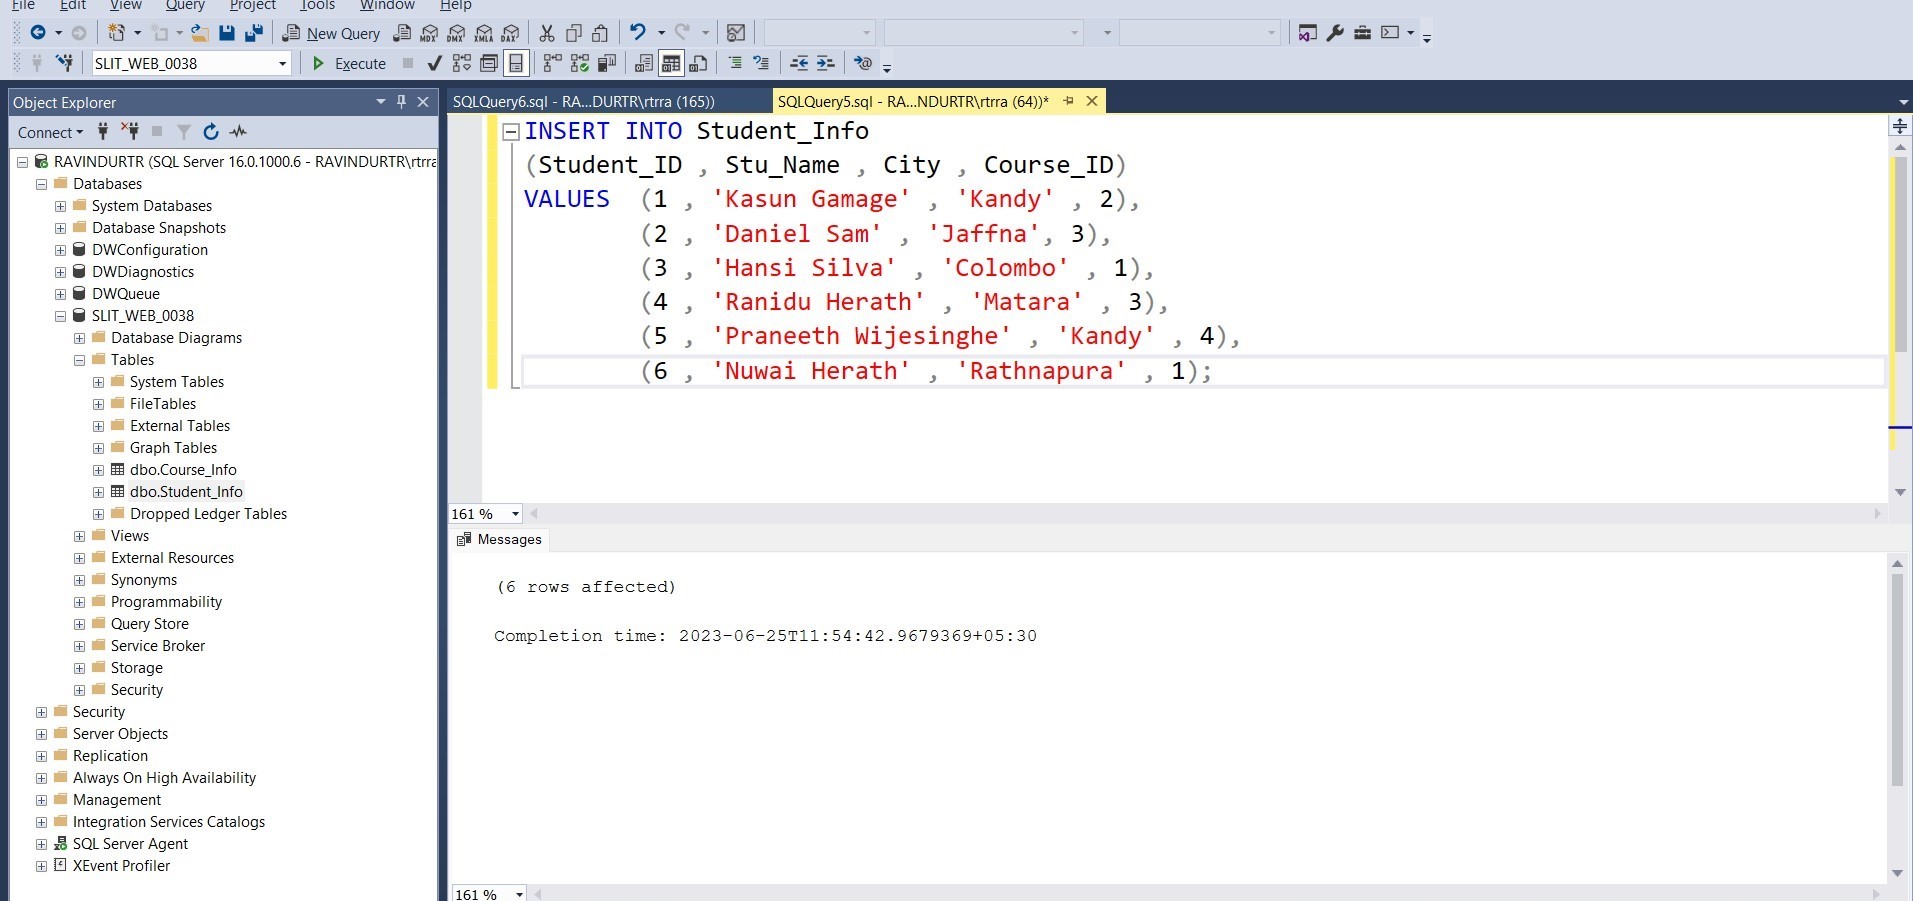 File Edit View Query Project Tools Window Help
New Query MDX DMX XMLA DAX
SLIT_WEB_0038 Execute
Object Explorer
Connect
RAVINDURTR (SQL Server 16.0.1000.6 - RAVINDURTR\rtrra
Databases
System Databases
Database Snapshots
DWConfiguration
DWDiagnostics
DWQueue
SLIT_WEB_0038
Database Diagrams
Tables
System Tables
FileTables
External Tables
Graph Tables
dbo.Course_Info
dbo.Student_Info
Dropped Ledger Tables
Views
External Resources
Synonyms
Programmability
Query Store
Service Broker
Storage
Security
Security
Server Objects
Replication
Always On High Availability
Management
Integration Services Catalogs
SQL Server Agent
XEvent Profiler
SQLQuery6.sql - RA...DURTR\rtrra (165)) SQLQuery5.sql - RA...NDURTR\rtrra (64))*
INSERT INTO Student_Info
(Student_ID , Stu_Name , City , Course_ID)
VALUES (1 , 'Kasun Gamage' , 'Kandy' , 2),
(2 , 'Daniel Sam' , 'Jaffna', 3),
(3 , 'Hansi Silva' , 'Colombo' , 1),
(4 , 'Ranidu Herath' , 'Matara' , 3),
(5 , 'Praneeth Wijesinghe' , 'Kandy' , 4),
(6 , 'Nuwai Herath' , 'Rathnapura' , 1);
161 %
Messages
(6 rows affected)
Completion time: 2023-06-25T11:54:42.9679369+05:30
161 %